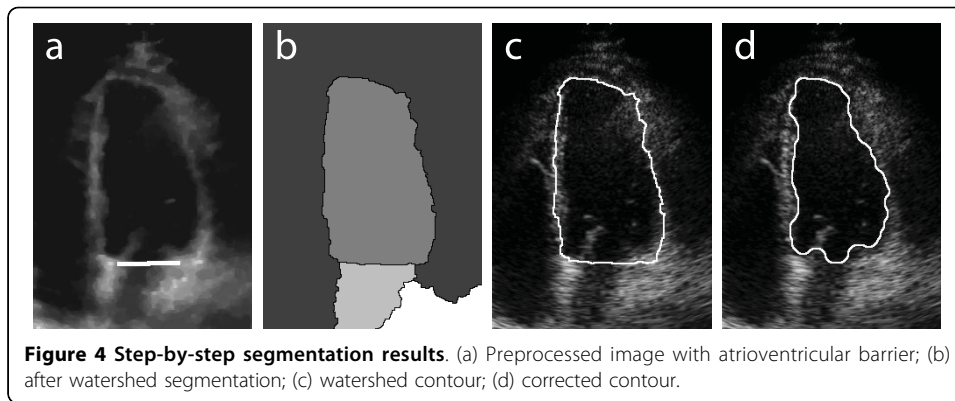 a b c d
Figure 4 Step-by-step segmentation results. (a) Preprocessed image with atrioventricular barrier; (b)
after watershed segmentation; (c) watershed contour; (d) corrected contour.